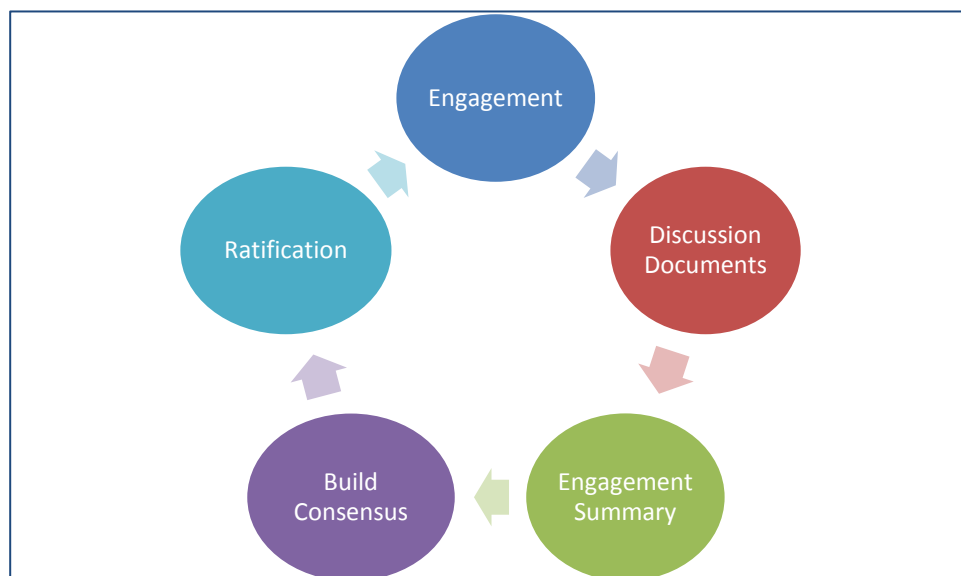 Engagement
Discussion
Documents
Engagement
Summary
Build
Consensus
Ratification